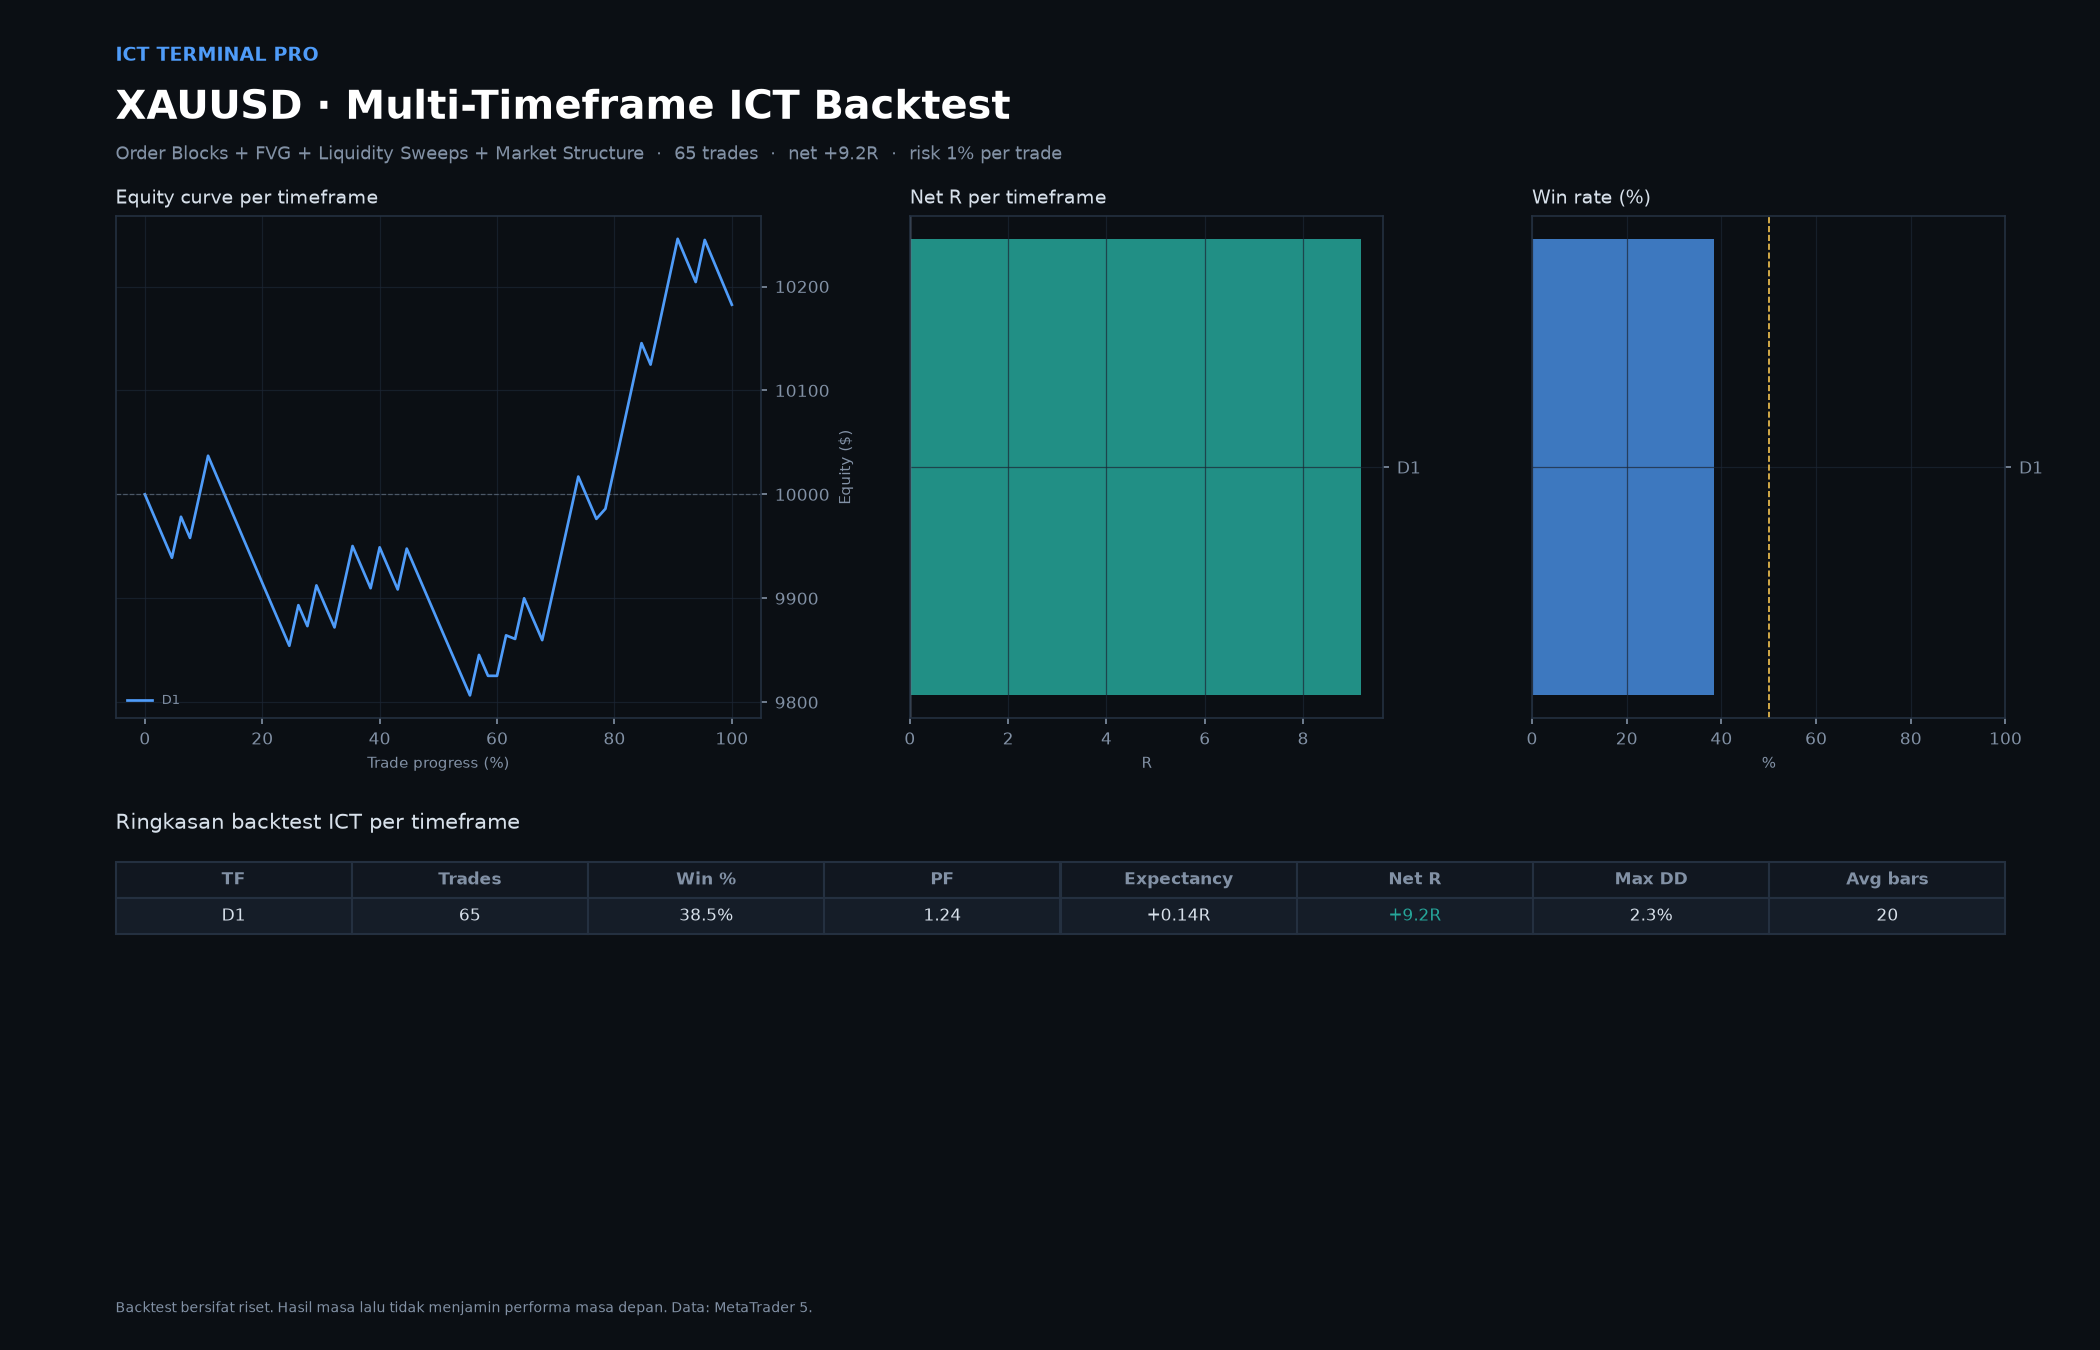 ICT TERMINAL PRO
XAUUSD · Multi-Timeframe ICT Backtest
Order Blocks + FVG + Liquidity Sweeps + Market Structure · 65 trades · net +9.2R · risk 1% per trade
Equity curve per timeframe
10200
10100
10000
9900
9800
Equity ($)
D1
0 20 40 60 80 100
Trade progress (%)
Net R per timeframe
D1
0 2 4 6 8
R
Win rate (%)
D1
0 20 40 60 80 100
%
Ringkasan backtest ICT per timeframe
TF Trades Win % PF Expectancy Net R Max DD Avg bars
D1 65 38.5% 1.24 +0.14R +9.2R 2.3% 20
Backtest bersifat riset. Hasil masa lalu tidak menjamin performa masa depan. Data: MetaTrader 5.